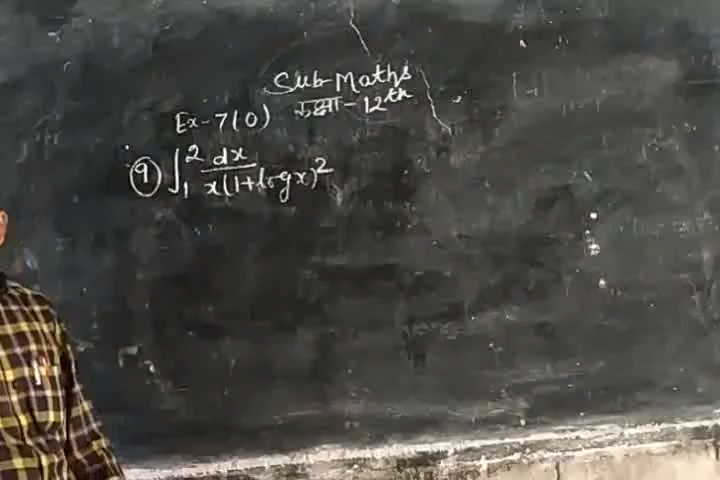 Sub-Maths
कक्षा - 12th
Ex-7(0)
(9) ∫₁² dx / x(1+logx)²